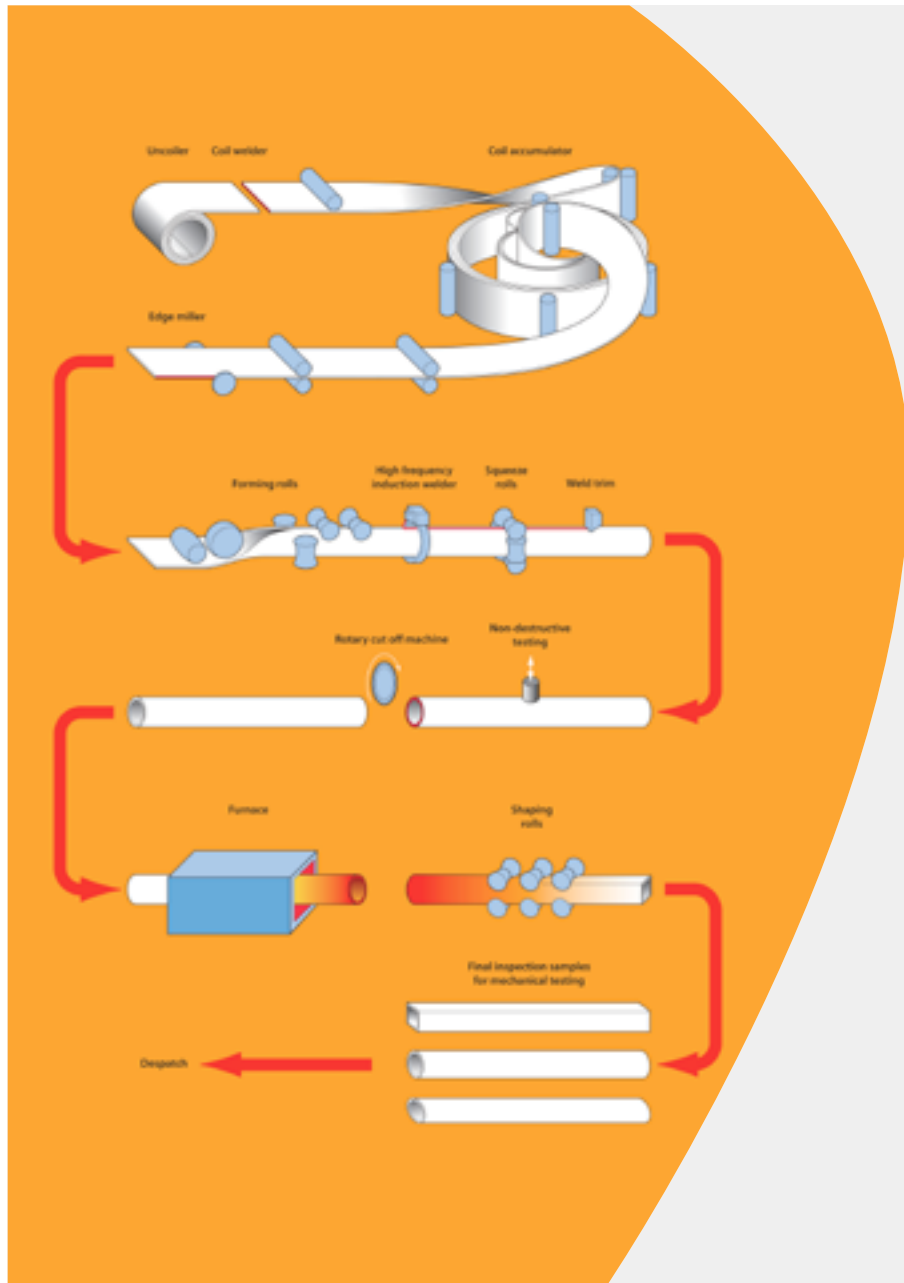 Uncoiler Coil welder Coil accumulator
Edge miller
Forming rolls
High frequency
induction welder
Squeeze
rolls
Weld trim
Rotary cut off machine
Non-destructive
testing
Furnace
Shaping
rolls
Final inspection samples
for mechanical testing
Despatch